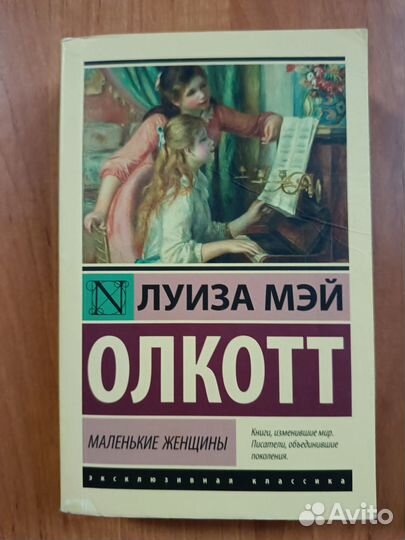 N ЛУИЗА МЭЙ
ОЛКОТТ
МАЛЕНЬКИЕ ЖЕНЩИНЫ
Книги, изменившие мир.
Писатели, объединившие
поколения.
эксклюзивная классика
Avito